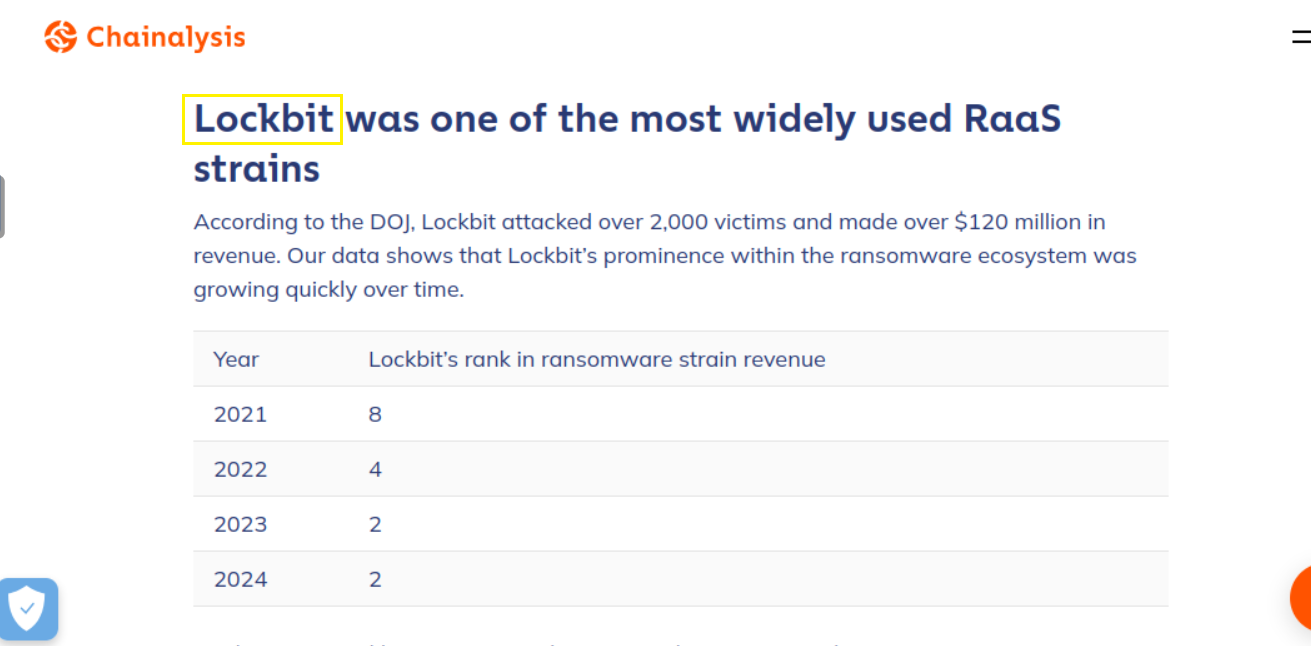 Chainalysis
Lockbit was one of the most widely used RaaS
strains
According to the DOJ, Lockbit attacked over 2,000 victims and made over $120 million in
revenue. Our data shows that Lockbit’s prominence within the ransomware ecosystem was
growing quickly over time.
Year Lockbit’s rank in ransomware strain revenue
2021 8
2022 4
2023 2
2024 2